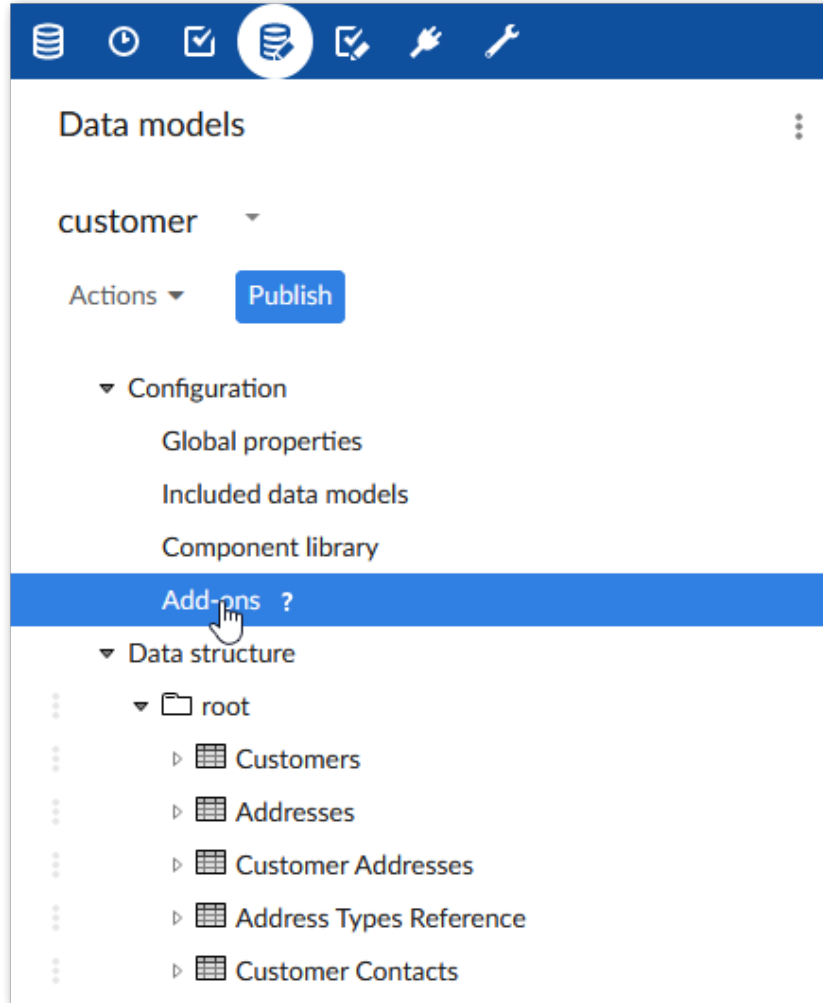 Data models
customer
Actions Publish
Configuration
Global properties
Included data models
Component library
Add-ons ?
Data structure
root
Customers
Addresses
Customer Addresses
Address Types Reference
Customer Contacts